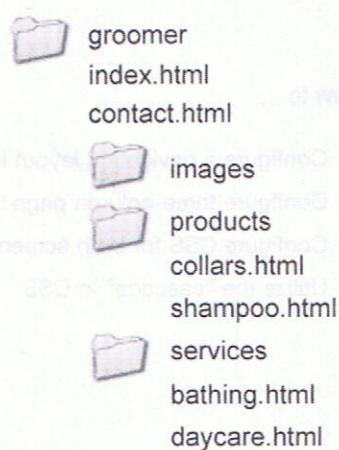 groomer
index.html
contact.html
images
products
collars.html
shampoo.html
services
bathing.html
daycare.html